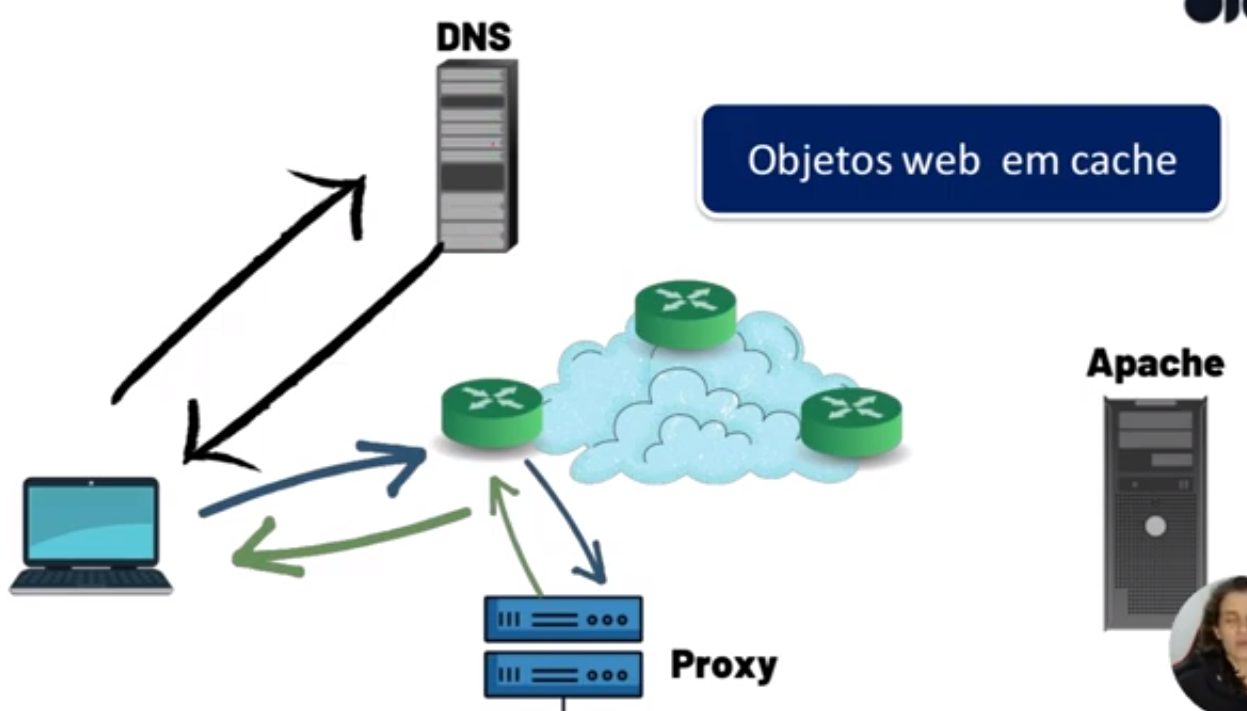 DNS
Objetos web em cache
Apache
Proxy